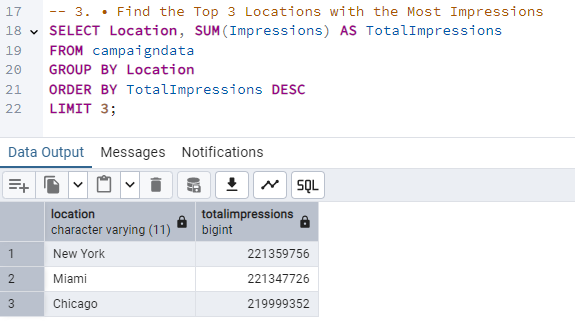 17 -- 3. • Find the Top 3 Locations with the Most Impressions
18 SELECT Location, SUM(Impressions) AS TotalImpressions
19 FROM campaigndata
20 GROUP BY Location
21 ORDER BY TotalImpressions DESC
22 LIMIT 3;
Data Output Messages Notifications
SQL
location totalimpressions
character varying (11) bigint
1 New York 221359756
2 Miami 221347726
3 Chicago 219999352